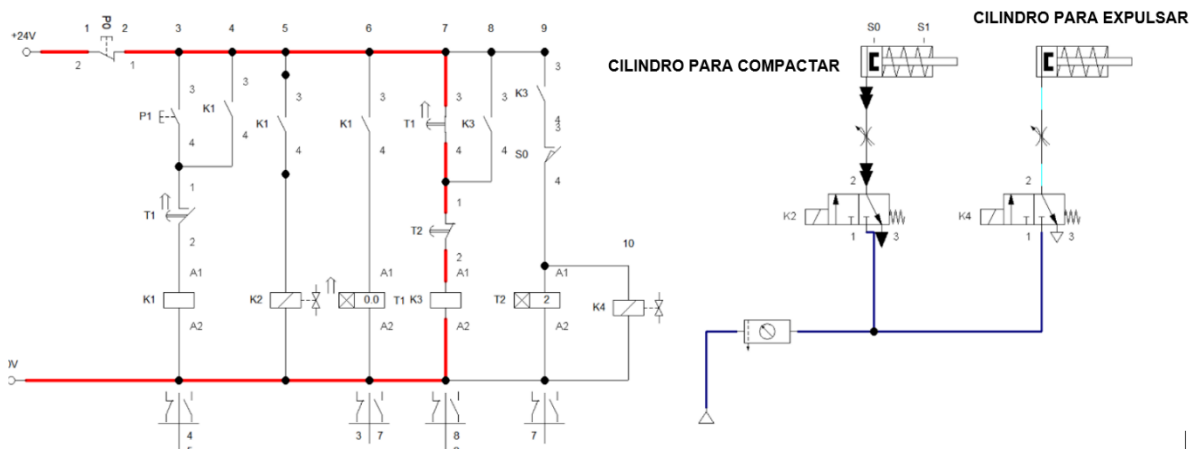 CILINDRO PARA EXPULSAR
CILINDRO PARA COMPACTAR
S0 S1
+24V
1 P0 2 3 4 5 6 7 8 9
2 1
3 3 3 3 3 3 3
P1 K1 K1 K1 T1 K3 K3
4 4 4 4 4 4 4
3
S0
4
1 1
T1 T2
2 2
2 2
K2 1 3 K4 1 3
10
A1 A1 A1 A1
K1 K2 0.0 T1 K3 T2 2 K4
A2 A2 A2 A2
0V
4 3 7 8 7